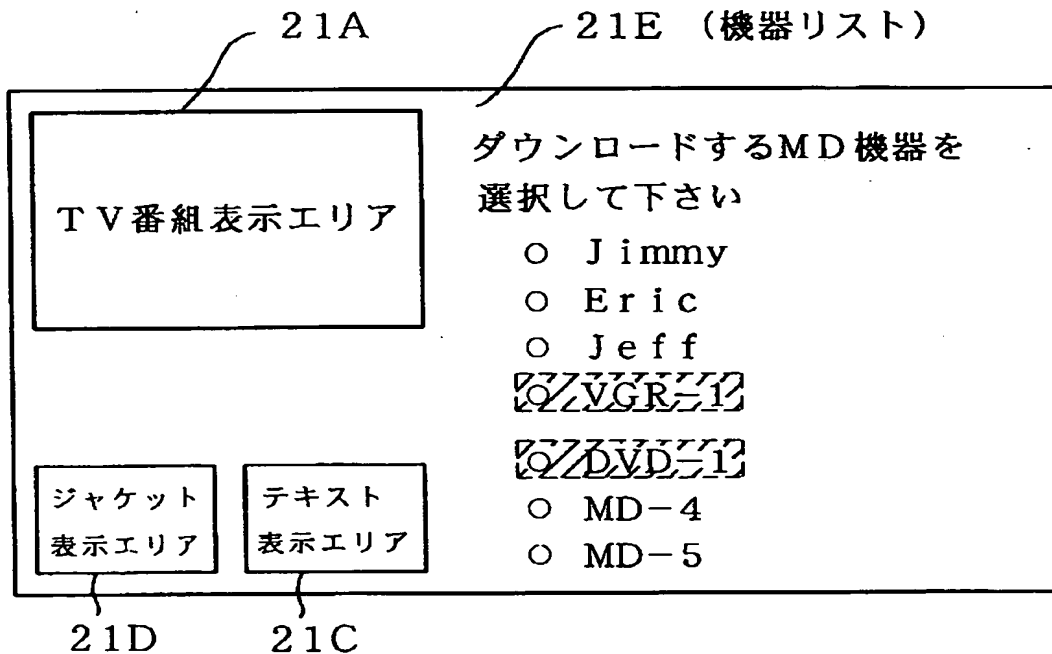 21A
21E (機器リスト)
TV番組表示エリア
ダウンロードするMD機器を
選択して下さい
○ Jimmy
○ Eric
○ Jeff
○ VGR-1
○ DVD-1
○ MD-4
○ MD-5
ジャケット
表示エリア
テキスト
表示エリア
21D
21C